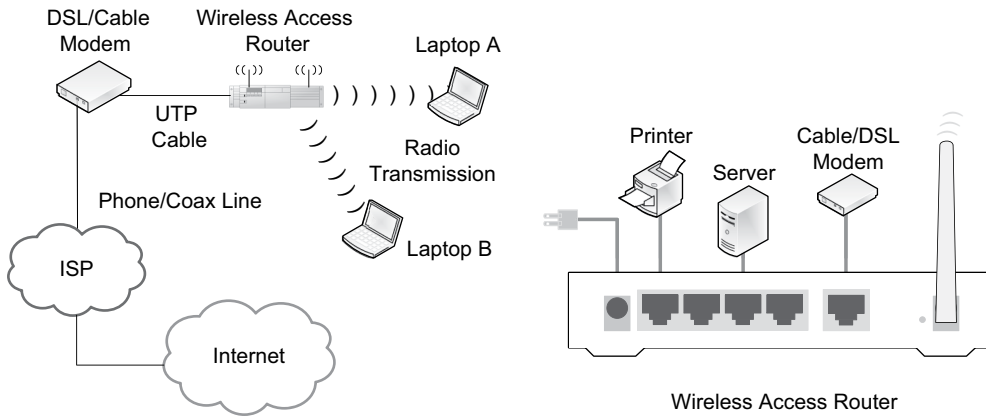 DSL/Cable
Modem
Wireless Access
Router
Laptop A
UTP
Cable
Radio
Transmission
Phone/Coax Line
Laptop B
ISP
Internet
Printer
Server
Cable/DSL
Modem
Wireless Access Router